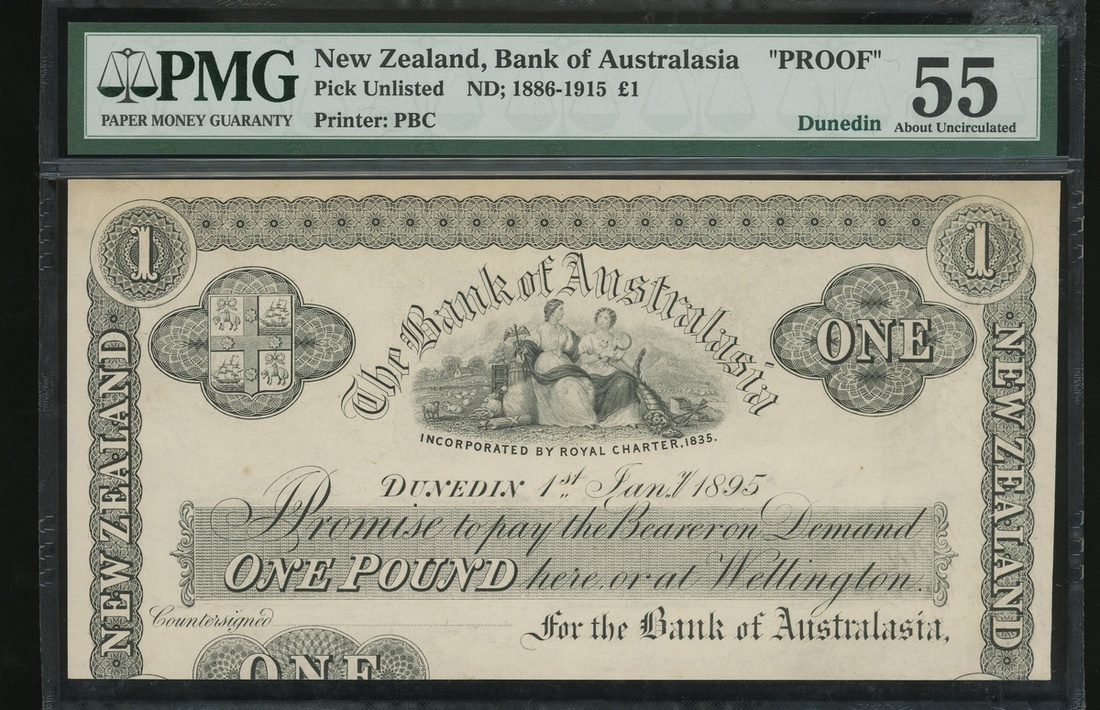 PMG
PAPER MONEY GUARANTY
New Zealand, Bank of Australasia "PROOF"
Pick Unlisted ND; 1886-1915 £1
Printer: PBC
Dunedin
55
About Uncirculated
1
1
NEW ZEALAND
ONE
NEW ZEALAND
The Bank of Australasia
INCORPORATED BY ROYAL CHARTER, 1835.
DUNEDIN 1st Jany 1895
I Promise to pay the Bearer on Demand
ONE POUND here, or at Wellington.
Countersigned
For the Bank of Australasia,
ONE